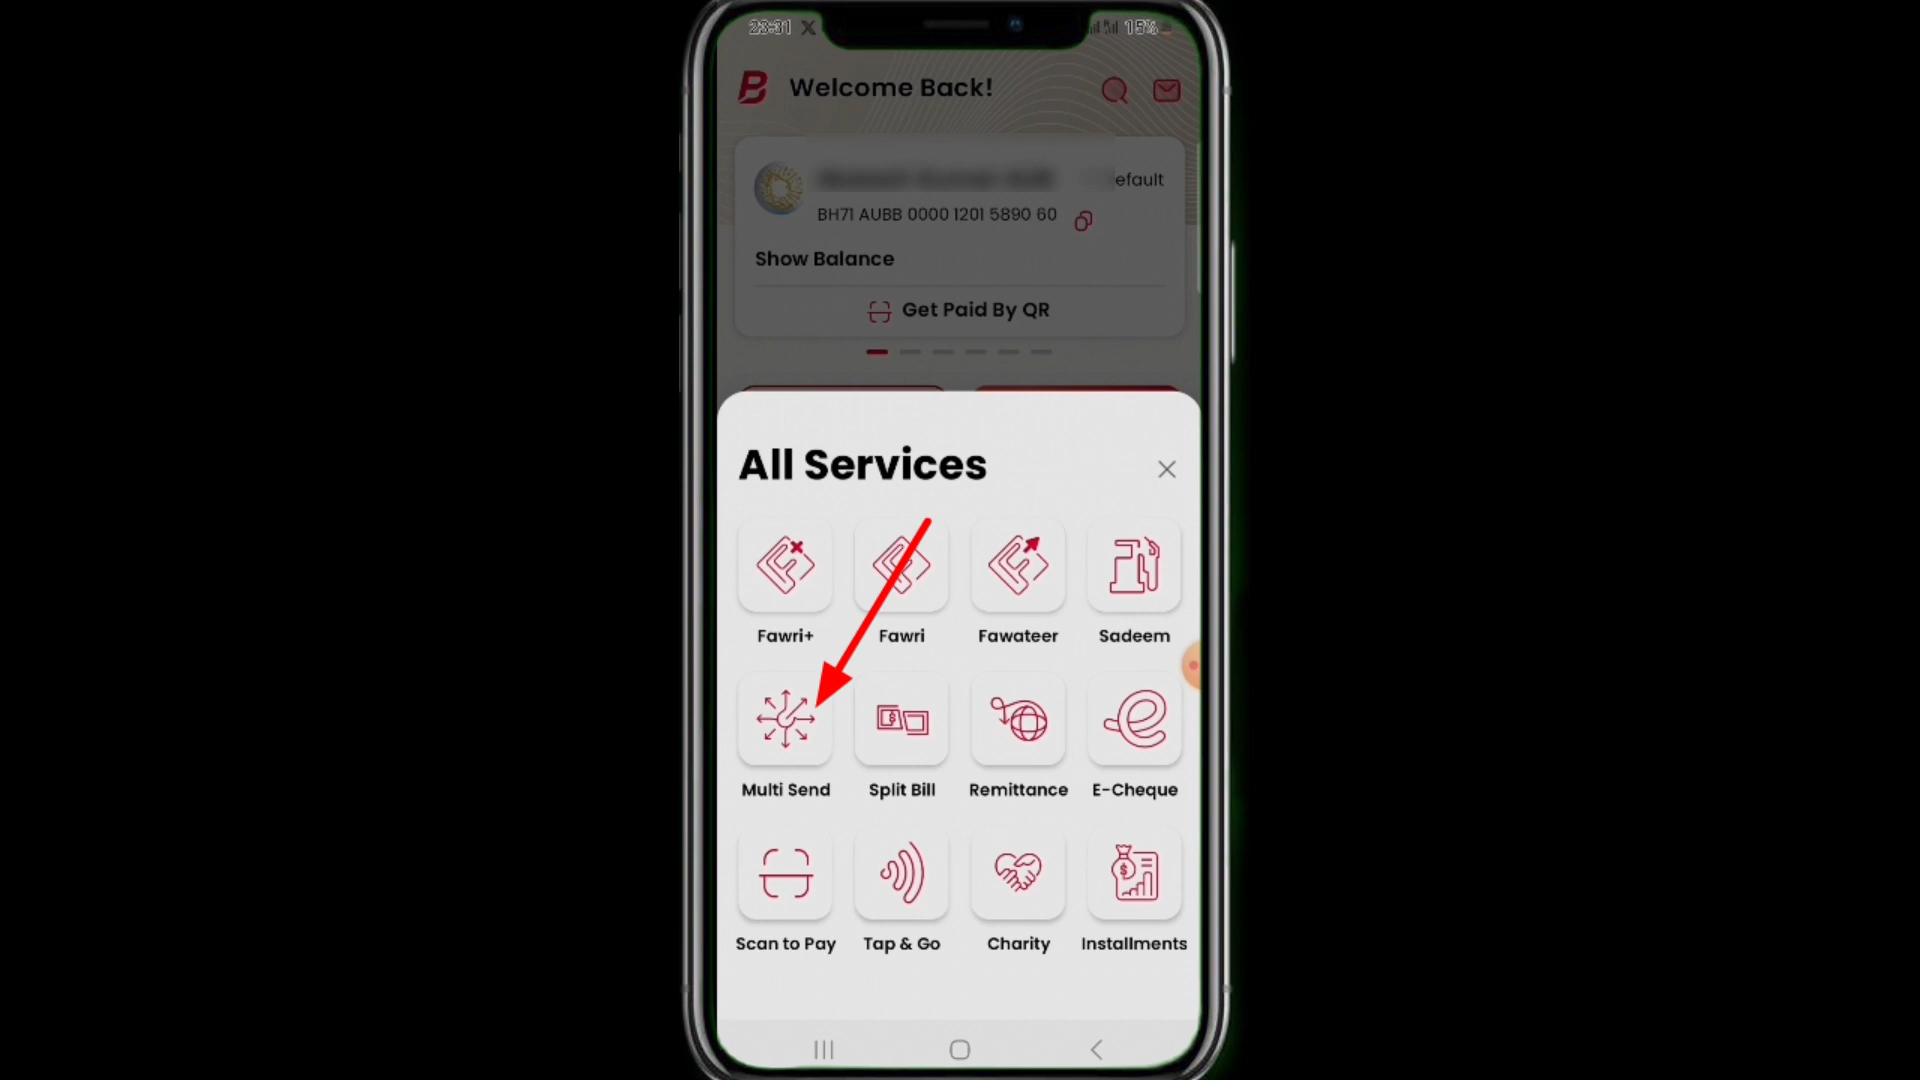 23:31 15%
Welcome Back!
efault
BH71 AUBB 0000 1201 5890 60
Show Balance
Get Paid By QR
All Services
Fawri+ Fawri Fawateer Sadeem
Multi Send Split Bill Remittance E-Cheque
Scan to Pay Tap & Go Charity Installments